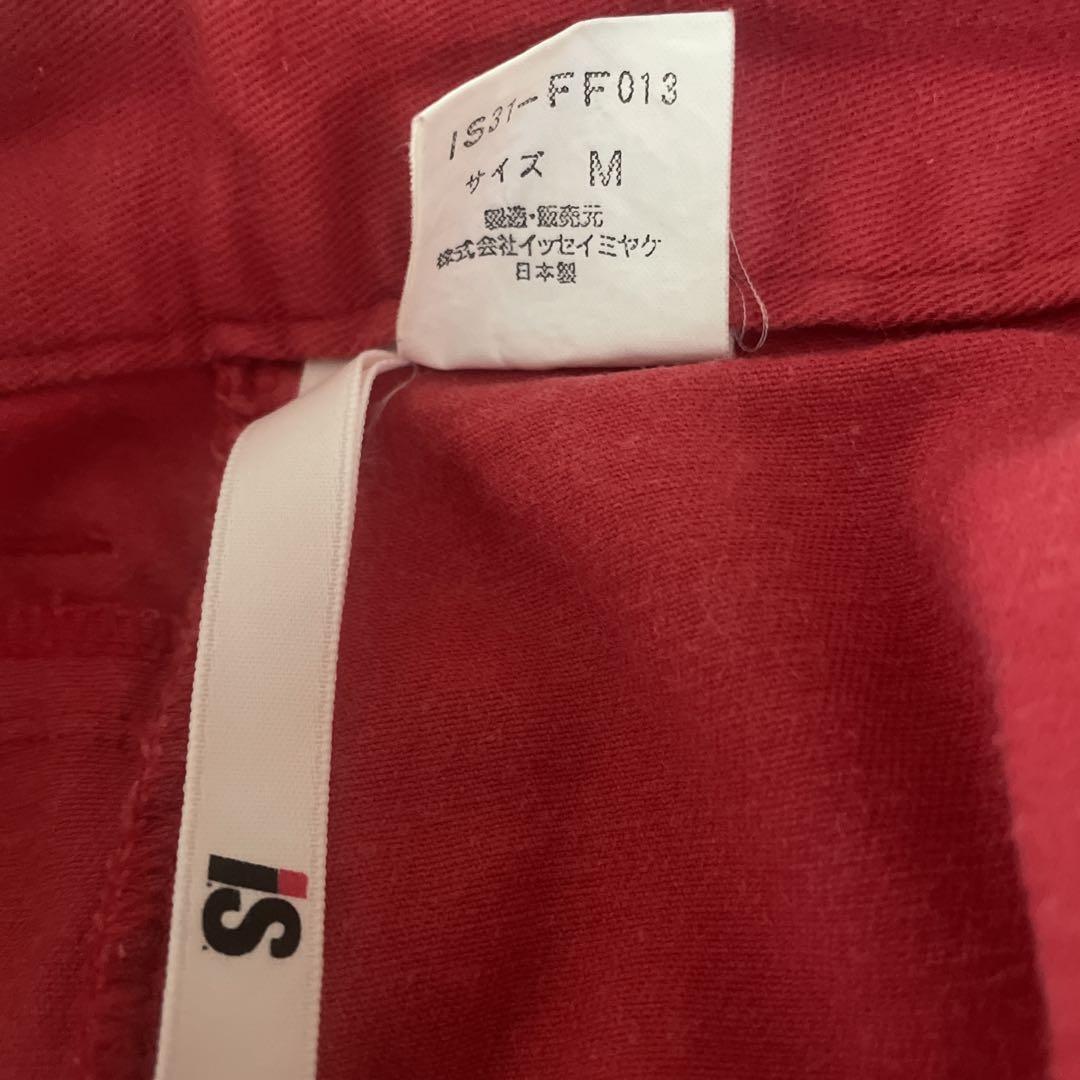 IS31-FF013
サイズ M
製造・販売元
株式会社イッセイミヤケ
日本製
I.S.